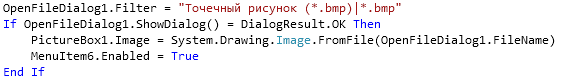 OpenFileDialog1.Filter = "Точечный рисунок (*.bmp)|*.bmp"
If OpenFileDialog1.ShowDialog() = DialogResult.OK Then
    PictureBox1.Image = System.Drawing.Image.FromFile(OpenFileDialog1.FileName)
    MenuItem6.Enabled = True
End If